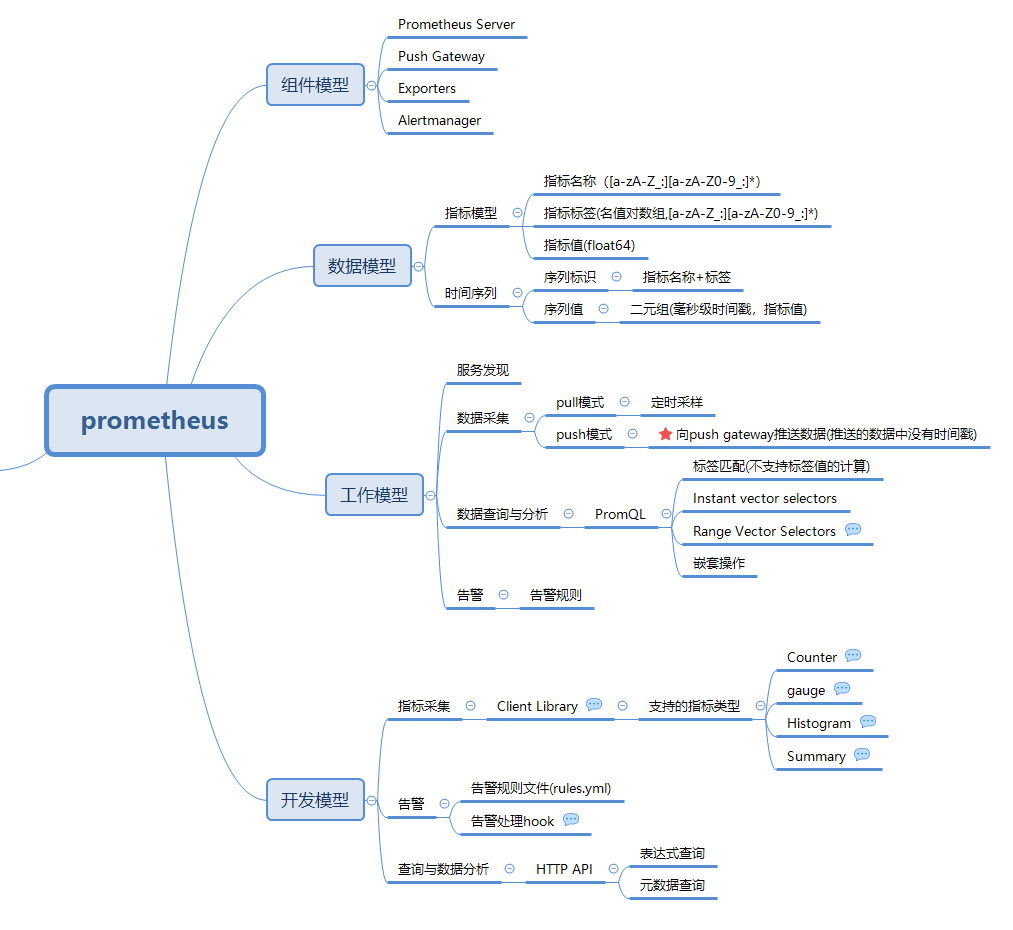 prometheus
组件模型
Prometheus Server
Push Gateway
Exporters
Alertmanager
数据模型
指标模型
指标名称（[a-zA-Z_:][a-zA-Z0-9_:]*）
指标标签(名值对数组,[a-zA-Z_:][a-zA-Z0-9_:]*)
指标值(float64)
时间序列
序列标识
指标名称+标签
序列值
二元组(毫秒级时间戳，指标值)
工作模型
服务发现
数据采集
pull模式
定时采样
push模式
向push gateway推送数据(推送的数据中没有时间戳)
数据查询与分析
PromQL
标签匹配(不支持标签值的计算)
Instant vector selectors
Range Vector Selectors
嵌套操作
告警
告警规则
开发模型
指标采集
Client Library
支持的指标类型
Counter
gauge
Histogram
Summary
告警
告警规则文件(rules.yml)
告警处理hook
查询与数据分析
HTTP API
表达式查询
元数据查询